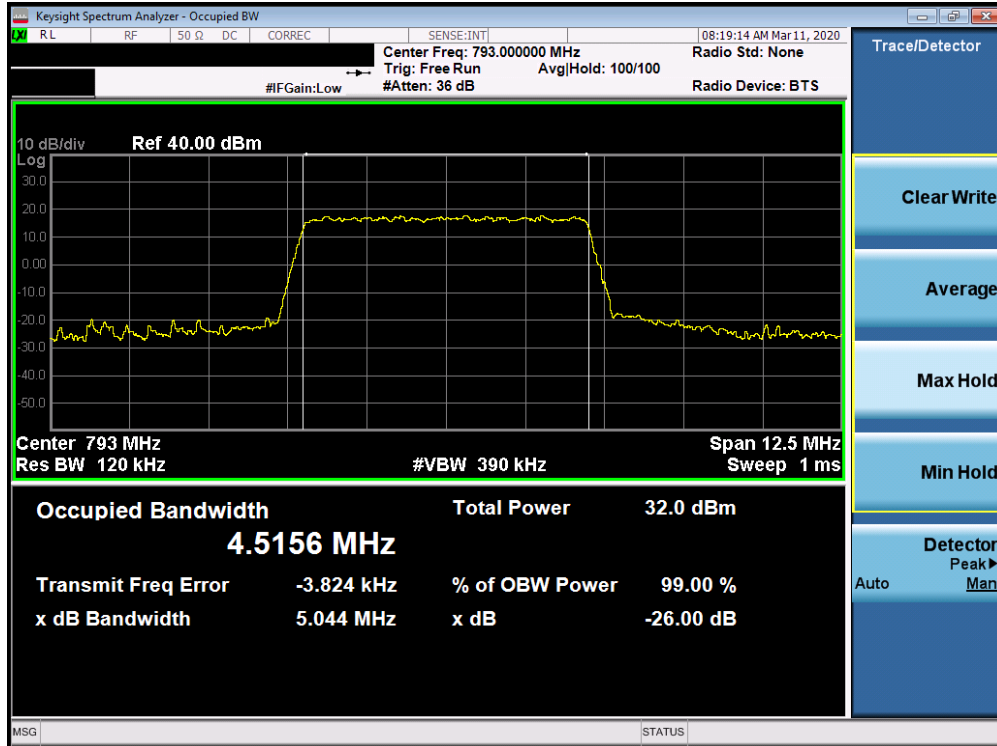 Keysight Spectrum Analyzer - Occupied BW
LXI RL RF 50 Ω DC CORREC SENSE:INT 08:19:14 AM Mar 11, 2020
Center Freq: 793.000000 MHz Radio Std: None
Trig: Free Run Avg|Hold: 100/100
#IFGain:Low #Atten: 36 dB Radio Device: BTS
10 dB/div Ref 40.00 dBm
Log
30.0
20.0
10.0
0.00
-10.0
-20.0
-30.0
-40.0
-50.0
Center 793 MHz Span 12.5 MHz
Res BW 120 kHz #VBW 390 kHz Sweep 1 ms
Occupied Bandwidth Total Power 32.0 dBm
4.5156 MHz
Transmit Freq Error -3.824 kHz % of OBW Power 99.00 %
x dB Bandwidth 5.044 MHz x dB -26.00 dB
MSG STATUS
Trace/Detector
Clear Write
Average
Max Hold
Min Hold
Detector
Peak▶
Auto Man